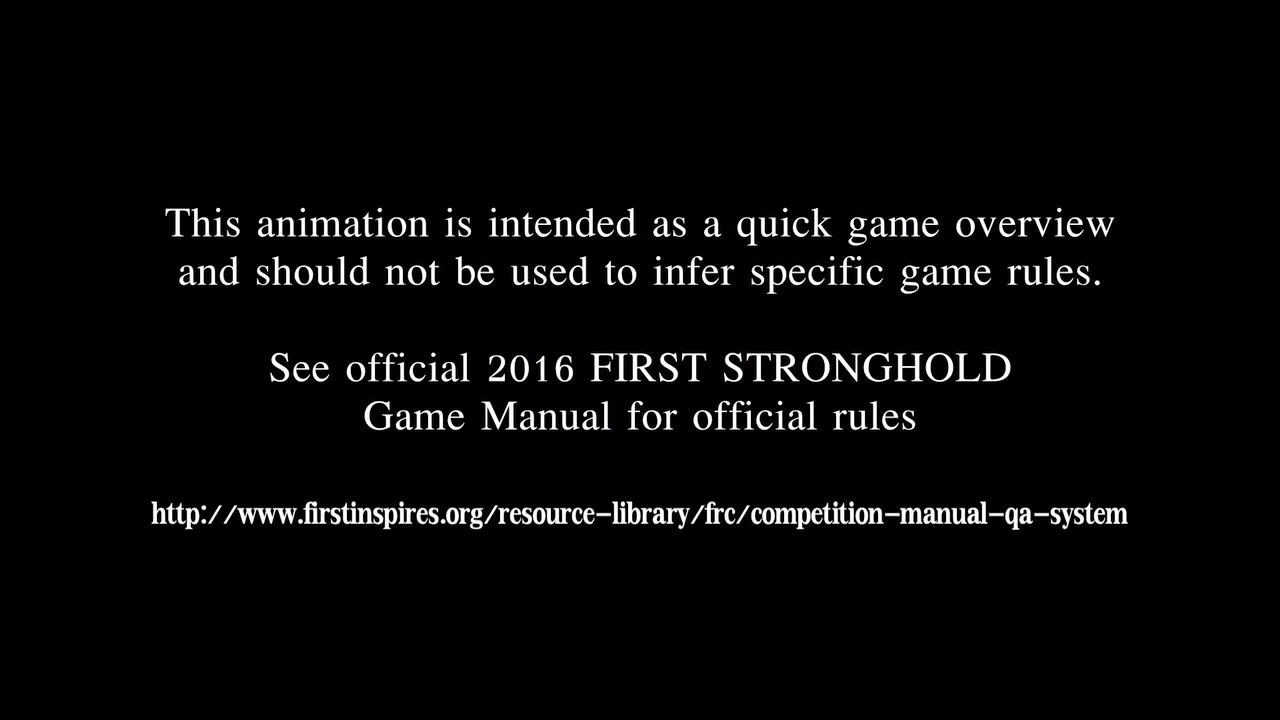 This animation is intended as a quick game overview
and should not be used to infer specific game rules.
See official 2016 FIRST STRONGHOLD
Game Manual for official rules
http://www.firstinspires.org/resource-library/frc/competition-manual-qa-system